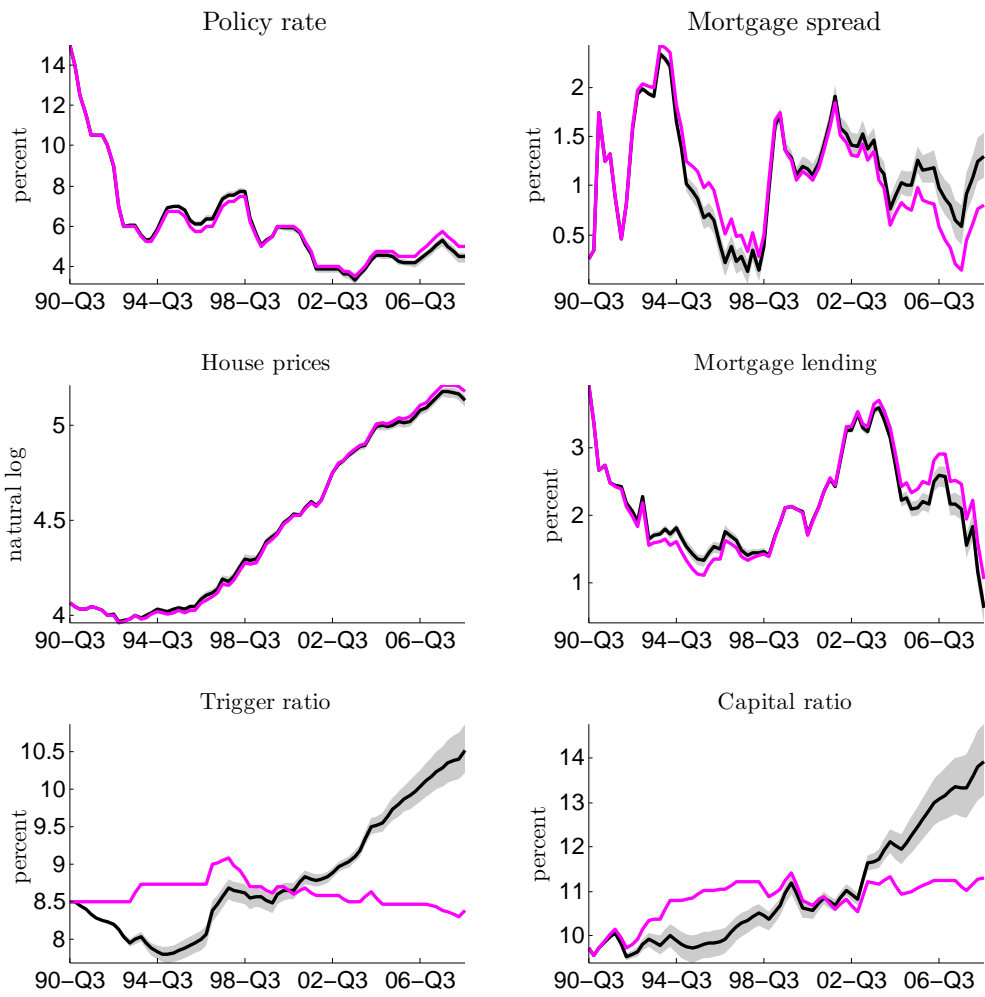 Policy rate
percent
14
12
10
8
6
4
90−Q3 94−Q3 98−Q3 02−Q3 06−Q3
Mortgage spread
percent
2
1.5
1
0.5
90−Q3 94−Q3 98−Q3 02−Q3 06−Q3
House prices
natural log
5
4.5
4
90−Q3 94−Q3 98−Q3 02−Q3 06−Q3
Mortgage lending
percent
3
2
1
90−Q3 94−Q3 98−Q3 02−Q3 06−Q3
Trigger ratio
percent
10.5
10
9.5
9
8.5
8
90−Q3 94−Q3 98−Q3 02−Q3 06−Q3
Capital ratio
percent
14
13
12
11
10
90−Q3 94−Q3 98−Q3 02−Q3 06−Q3